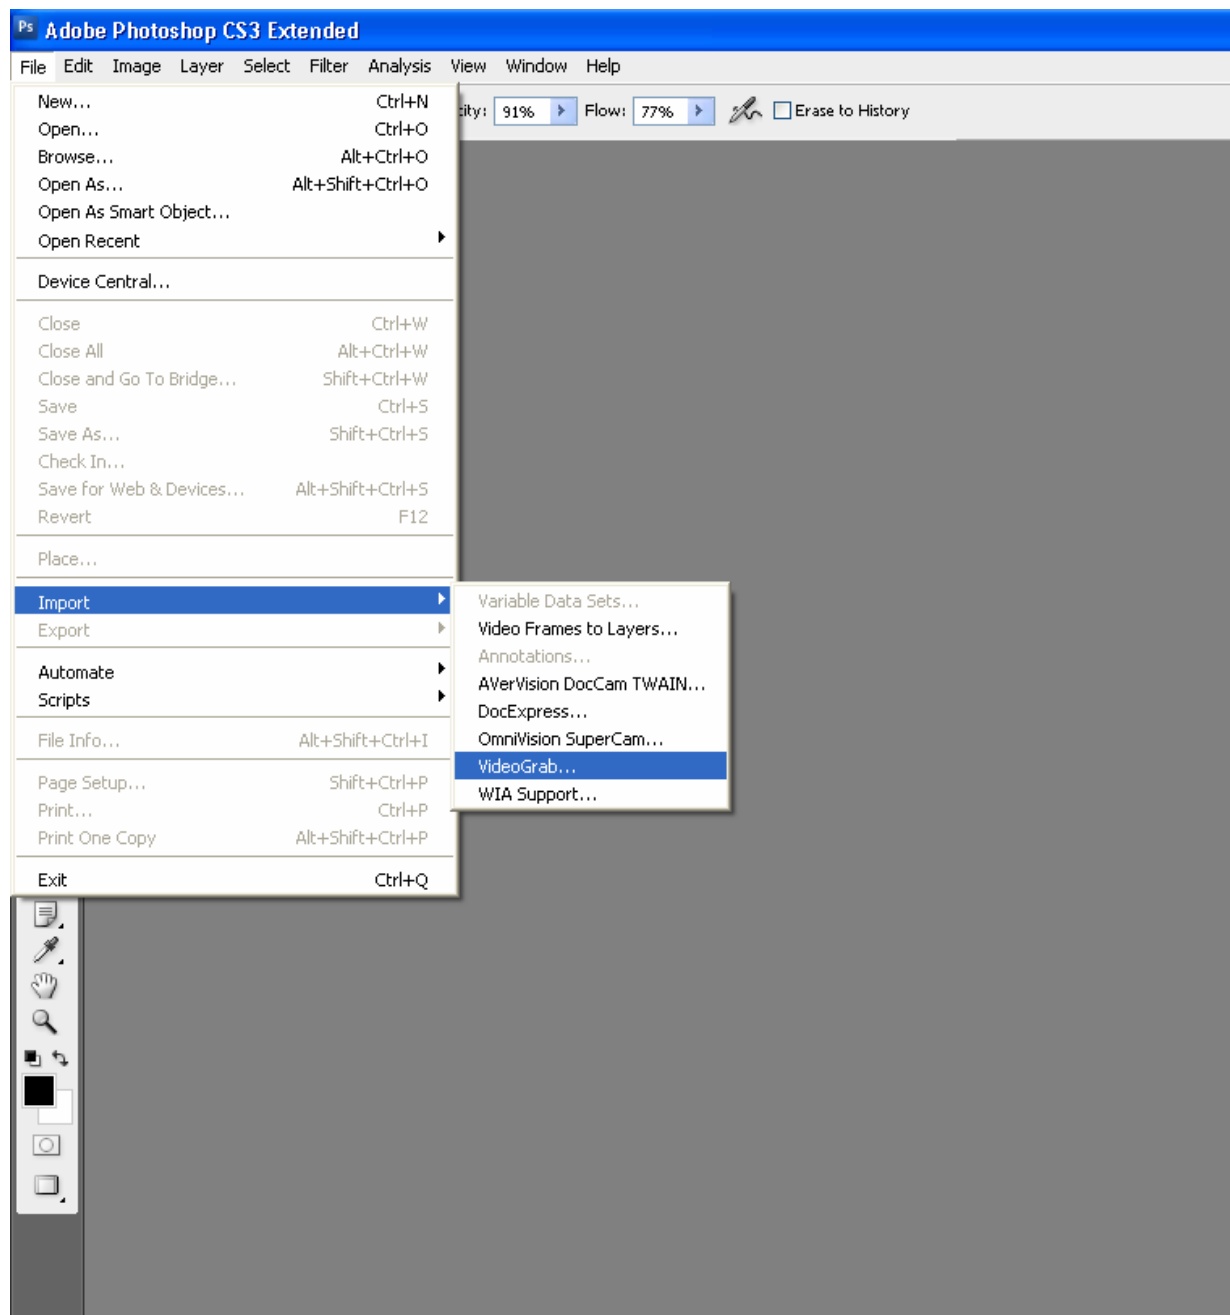 Ps Adobe Photoshop CS3 Extended
File Edit Image Layer Select Filter Analysis View Window Help
New... Ctrl+N
city: 91% Flow: 77% Erase to History
Open... Ctrl+O
Browse... Alt+Ctrl+O
Open As... Alt+Shift+Ctrl+O
Open As Smart Object...
Open Recent
Device Central...
Close Ctrl+W
Close All Alt+Ctrl+W
Close and Go To Bridge... Shift+Ctrl+W
Save Ctrl+S
Save As... Shift+Ctrl+S
Check In...
Save for Web & Devices... Alt+Shift+Ctrl+S
Revert F12
Place...
Import
Export
Automate
Scripts
File Info... Alt+Shift+Ctrl+I
Page Setup... Shift+Ctrl+P
Print... Ctrl+P
Print One Copy Alt+Shift+Ctrl+P
Exit Ctrl+Q
Variable Data Sets...
Video Frames to Layers...
Annotations...
AVerVision DocCam TWAIN...
DocExpress...
OmniVision SuperCam...
VideoGrab...
WIA Support...